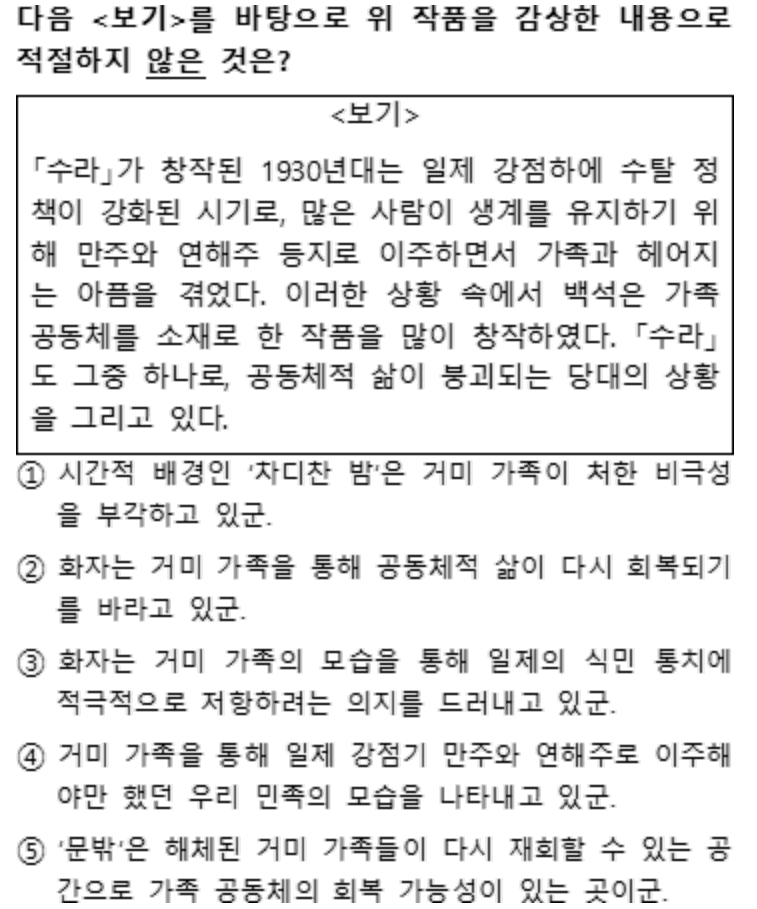 다음 <보기>를 바탕으로 위 작품을 감상한 내용으로
적절하지 않은 것은?
<보기>
「수라」가 창작된 1930년대는 일제 강점하에 수탈 정
책이 강화된 시기로, 많은 사람이 생계를 유지하기 위
해 만주와 연해주 등지로 이주하면서 가족과 헤어지
는 아픔을 겪었다. 이러한 상황 속에서 백석은 가족
공동체를 소재로 한 작품을 많이 창작하였다. 「수라」
도 그중 하나로, 공동체적 삶이 붕괴되는 당대의 상황
을 그리고 있다.
① 시간적 배경인 '차디찬 밤'은 거미 가족이 처한 비극성
을 부각하고 있군.
② 화자는 거미 가족을 통해 공동체적 삶이 다시 회복되기
를 바라고 있군.
③ 화자는 거미 가족의 모습을 통해 일제의 식민 통치에
적극적으로 저항하려는 의지를 드러내고 있군.
④ 거미 가족을 통해 일제 강점기 만주와 연해주로 이주해
야만 했던 우리 민족의 모습을 나타내고 있군.
⑤ '문밖'은 해체된 거미 가족들이 다시 재회할 수 있는 공
간으로 가족 공동체의 회복 가능성이 있는 곳이군.